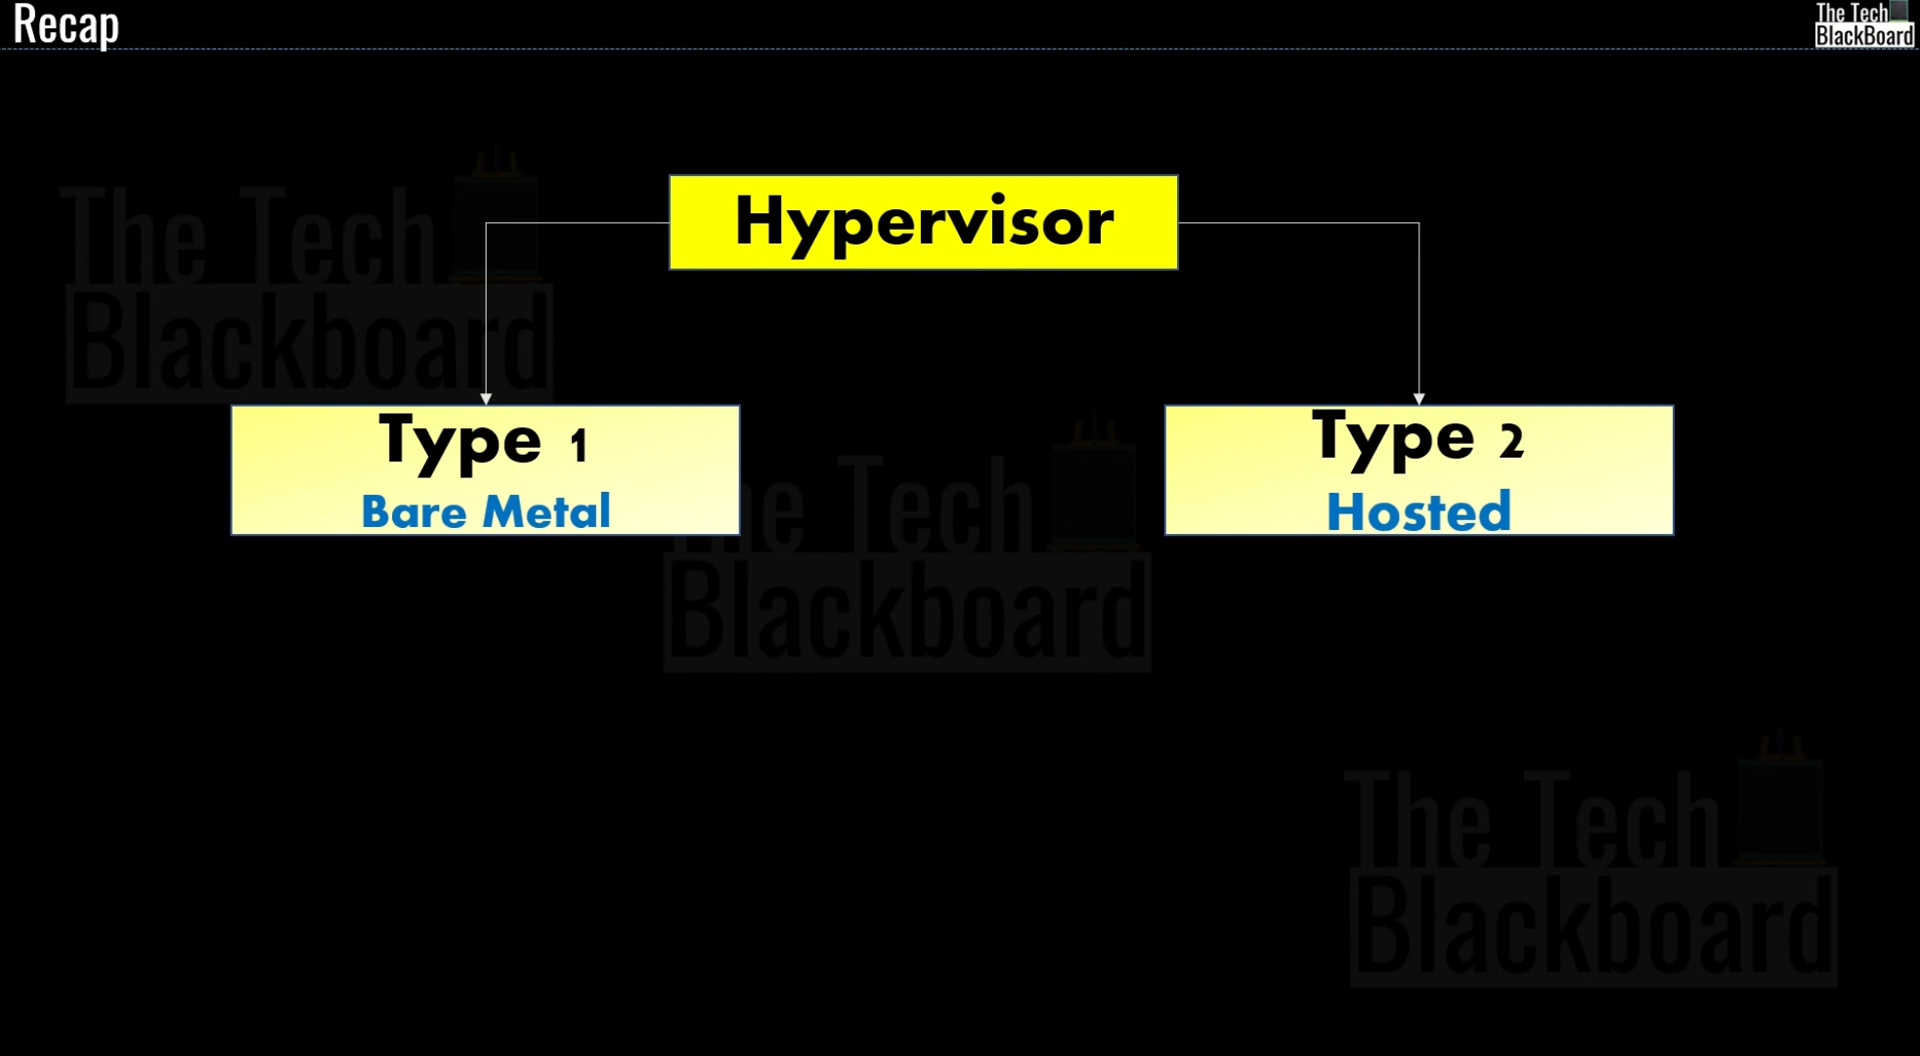 Recap
The Tech
BlackBoard
Hypervisor
Type 1
Bare Metal
Type 2
Hosted
The Tech
Blackboard
The Tech
Blackboard
The Tech
Blackboard